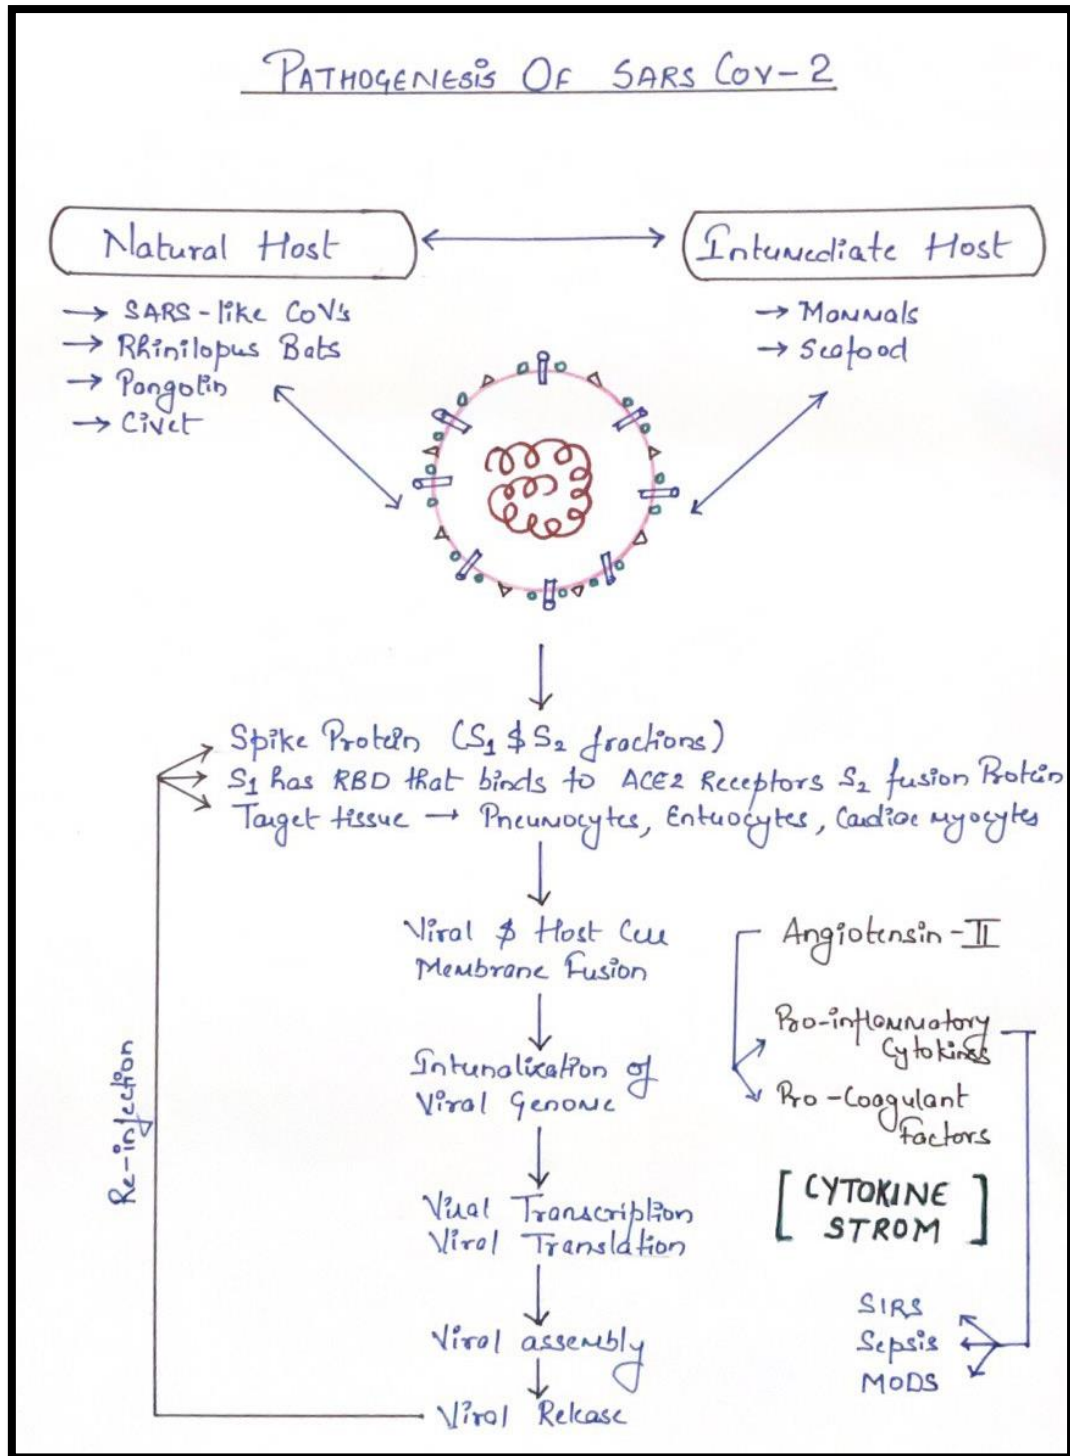 PATHOGENESIS OF SARS CoV-2
Natural Host
Intermediate Host
→ SARS-like CoV's
→ Rhinilopus Bats
→ Pangolin
→ Civet
→ Mammals
→ Seafood
Spike Protein (S1 & S2 fractions)
S1 has RBD that binds to ACE2 Receptors S2 fusion Protein
Target tissue → Pneumocytes, Enterocytes, Cardiac myocytes
Viral & Host Cell
Membrane Fusion
Internalization of
Viral Genome
Viral Transcription
Viral Translation
Viral assembly
Viral Release
Re-infection
Angiotensin-II
Pro-inflammatory
Cytokines
Pro-Coagulant
Factors
[CYTOKINE
STROM]
SIRS
Sepsis
MODS